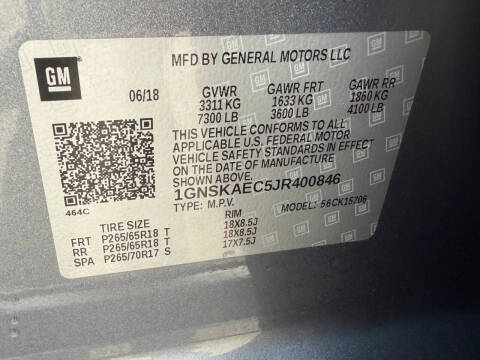 GM
MFD BY GENERAL MOTORS LLC
06/18 GVWR GAWR FRT GAWR RR
3311 KG 1633 KG 1860 KG
7300 LB 3600 LB 4100 LB
THIS VEHICLE CONFORMS TO ALL
APPLICABLE U.S. FEDERAL MOTOR
VEHICLE SAFETY STANDARDS IN EFFECT
ON THE DATE OF MANUFACTURE
1GNSKAEC5JR400846
464C TYPE: M.P.V. MODEL: 56CK15706
TIRE SIZE RIM
FRT P265/65R18 T 18X8.5J
RR P265/65R18 T 18X8.5J
SPA P265/70R17 S 17X7.5J